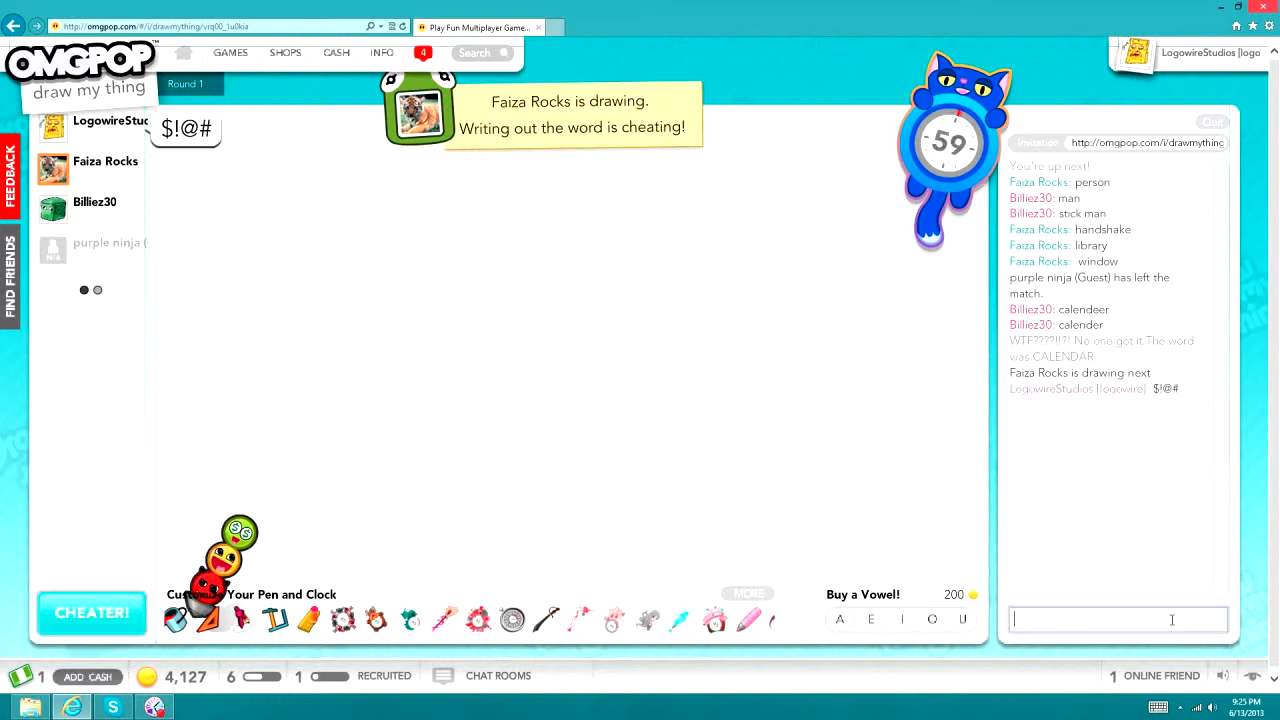 http://omgpop.com/#/i/drawmything/vrq00_1u0kia
Play Fun Multiplayer Game...
OMGPOP
draw my thing
GAMES SHOPS CASH INFO 4 Search
LogowireStudios [logo
Round 1
Faiza Rocks is drawing.
Writing out the word is cheating!
59
Quit
FEEDBACK
FIND FRIENDS
LogowireStud
$!@#
Faiza Rocks
Billiez30
purple ninja (
N/A
Invitation http://omgpop.com/i/drawmything
You're up next!
Faiza Rocks: person
Billiez30: man
Billiez30: stick man
Faiza Rocks: handshake
Faiza Rocks: library
Faiza Rocks: window
purple ninja (Guest) has left the
match.
Billiez30: calendeer
Billiez30: calender
WTF????!!?! No one got it.The word
was CALENDAR
Faiza Rocks is drawing next
LogowireStudios [logowire] $!@#
CHEATER!
Your Pen and Clock
MORE
Buy a Vowel! 200
A E I O U
1 ADD CASH 4,127 6 1 RECRUITED CHAT ROOMS 1 ONLINE FRIEND
9:25 PM
6/13/2013